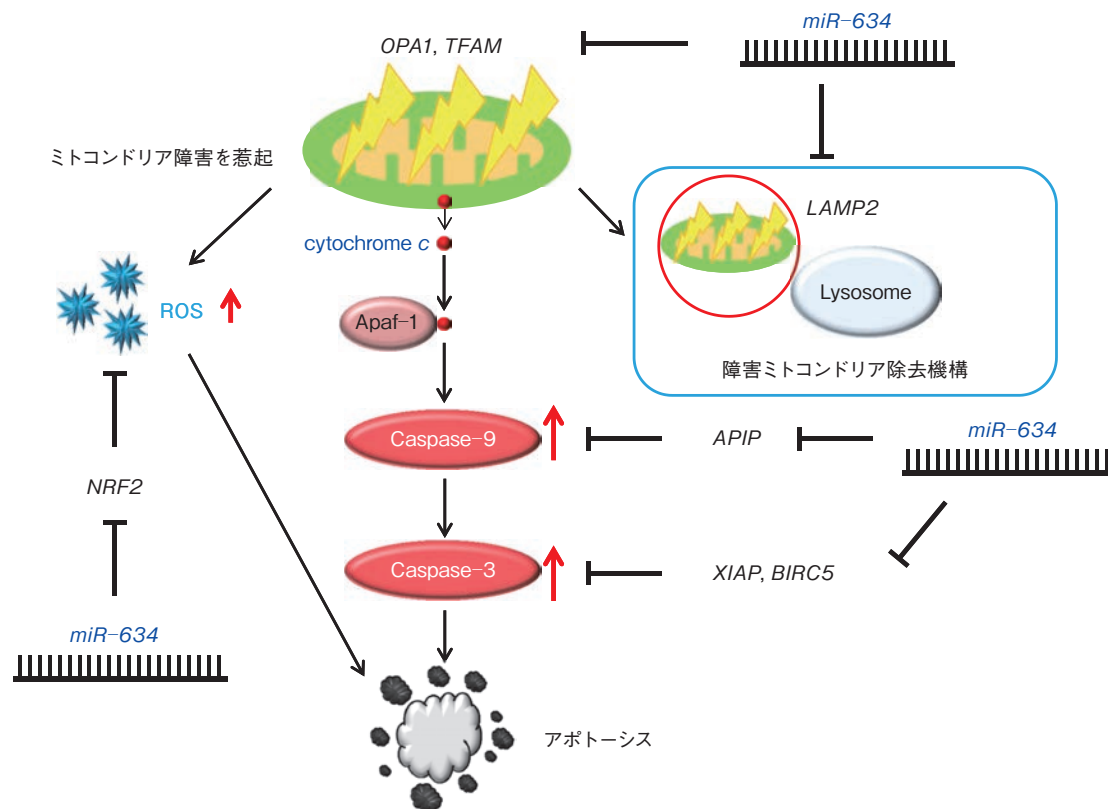 miR-634
OPA1, TFAM
ミトコンドリア障害を惹起
LAMP2
cytochrome c
Lysosome
ROS
Apaf-1
障害ミトコンドリア除去機構
Caspase-9
APIP
miR-634
NRF2
Caspase-3
XIAP, BIRC5
miR-634
アポトーシス